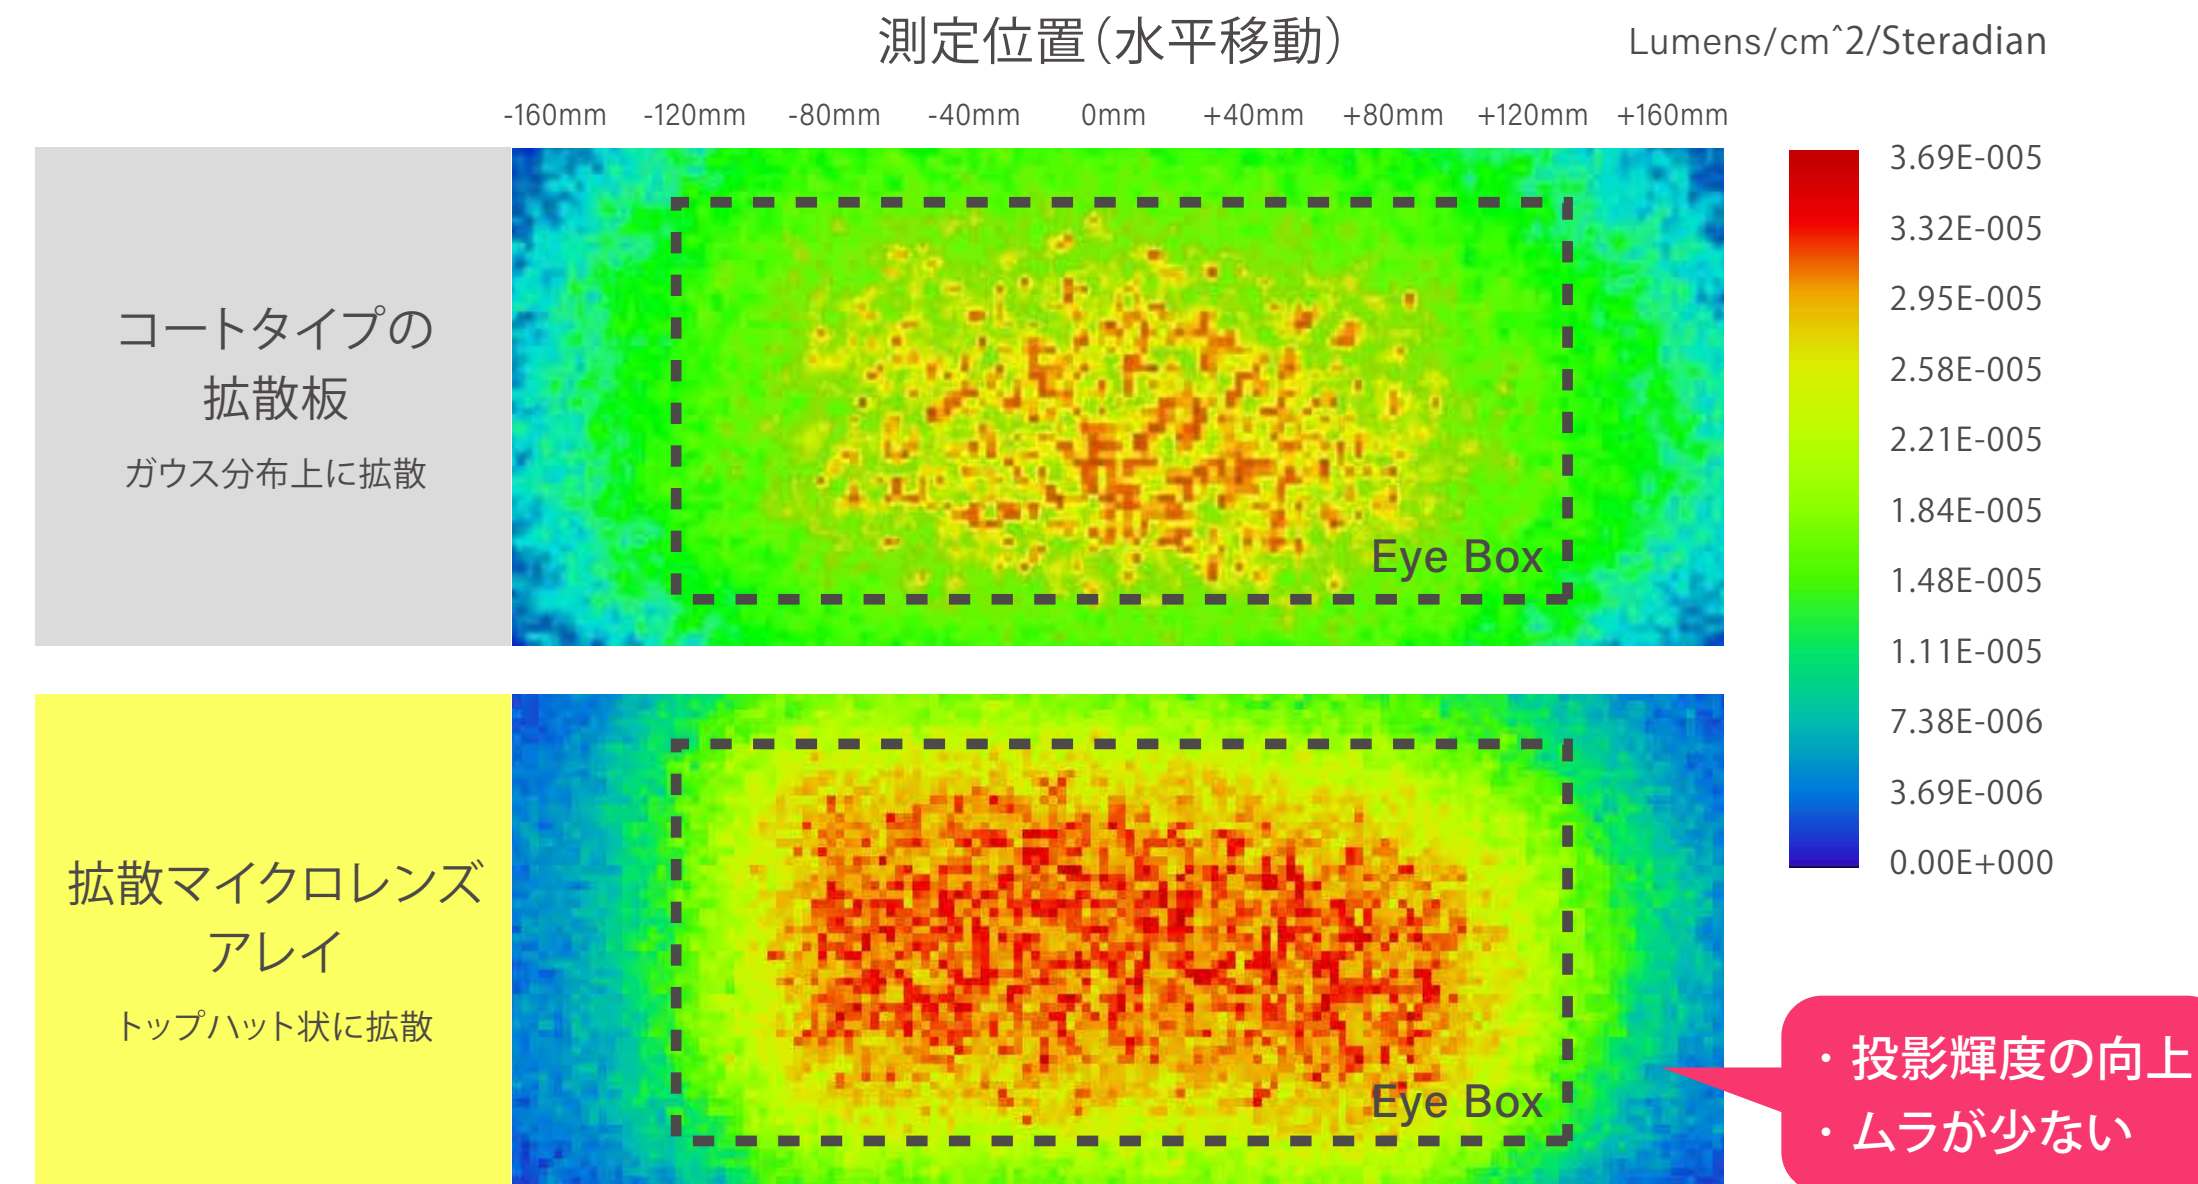 測定位置（水平移動）
Lumens/cm^2/Steradian
-160mm -120mm -80mm -40mm 0mm +40mm +80mm +120mm +160mm
コートタイプの
拡散板
ガウス分布上に拡散
Eye Box
3.69E-005
3.32E-005
2.95E-005
2.58E-005
2.21E-005
1.84E-005
1.48E-005
1.11E-005
7.38E-006
3.69E-006
0.00E+000
拡散マイクロレンズ
アレイ
トップハット状に拡散
Eye Box
・投影輝度の向上
・ムラが少ない